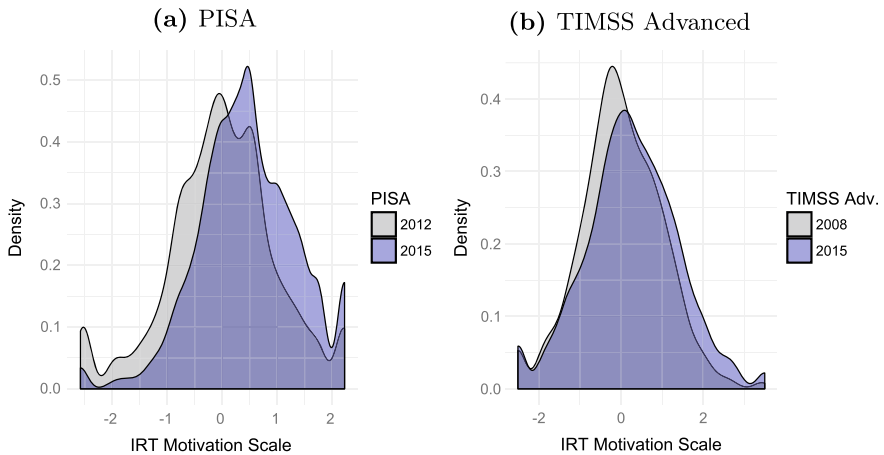 (a) PISA
0.5
0.4
0.3
0.2
0.1
0.0
Density
-2 -1 0 1 2
IRT Motivation Scale
PISA
2012
2015
(b) TIMSS Advanced
0.4
0.3
0.2
0.1
0.0
Density
-2 0 2
IRT Motivation Scale
TIMSS Adv.
2008
2015